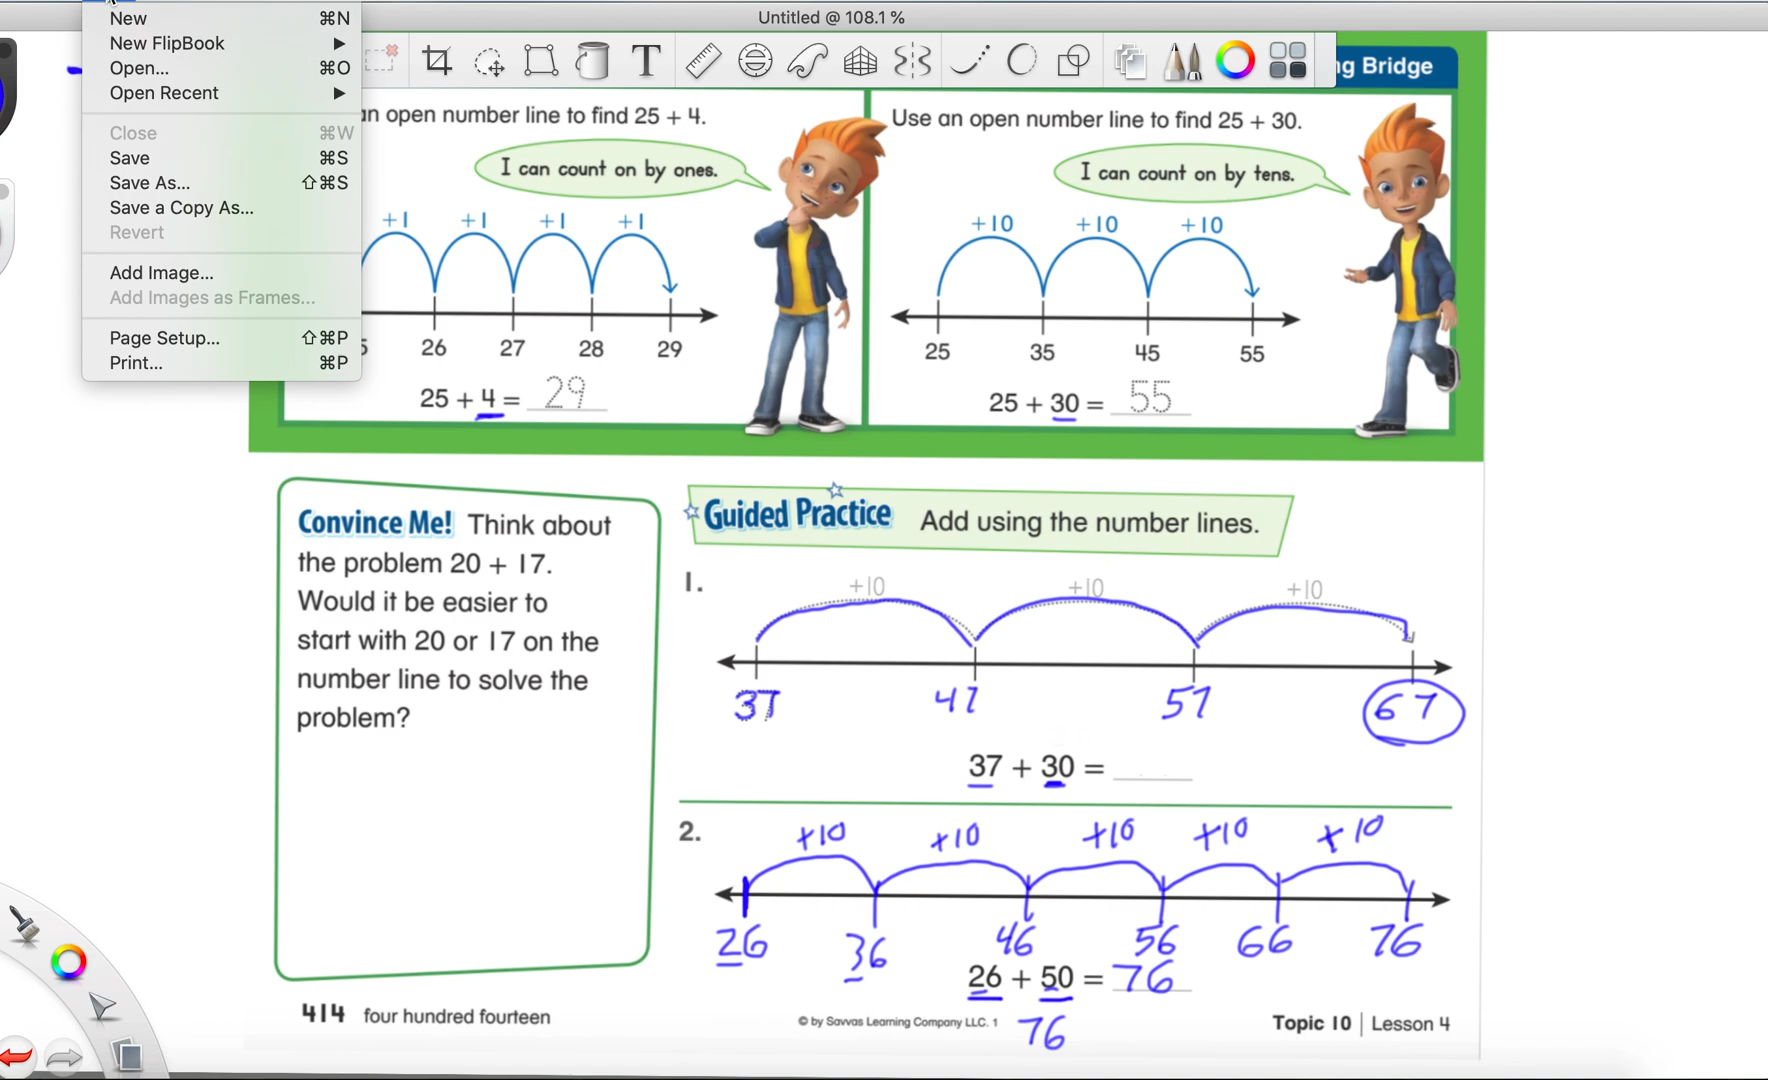 Untitled @ 108.1 %
New ⌘N
New FlipBook ▶
Open... ⌘O
Open Recent ▶
Close ⌘W
Save ⌘S
Save As... ⇧⌘S
Save a Copy As...
Revert
Add Image...
Add Images as Frames...
Page Setup... ⇧⌘P
Print... ⌘P
T
ng Bridge
an open number line to find 25 + 4.
I can count on by ones.
+1 +1 +1 +1
5 26 27 28 29
25 + 4 = 29
Use an open number line to find 25 + 30.
I can count on by tens.
+10 +10 +10
25 35 45 55
25 + 30 = 55
Convince Me! Think about
the problem 20 + 17.
Would it be easier to
start with 20 or 17 on the
number line to solve the
problem?
Guided Practice Add using the number lines.
1.
+10 +10 +10
37 47 57 67
37 + 30 =
2.
+10 +10 +10 +10 +10
26 36 46 56 66 76
26 + 50 = 76
76
414 four hundred fourteen
© by Savvas Learning Company LLC. 1
Topic 10 | Lesson 4